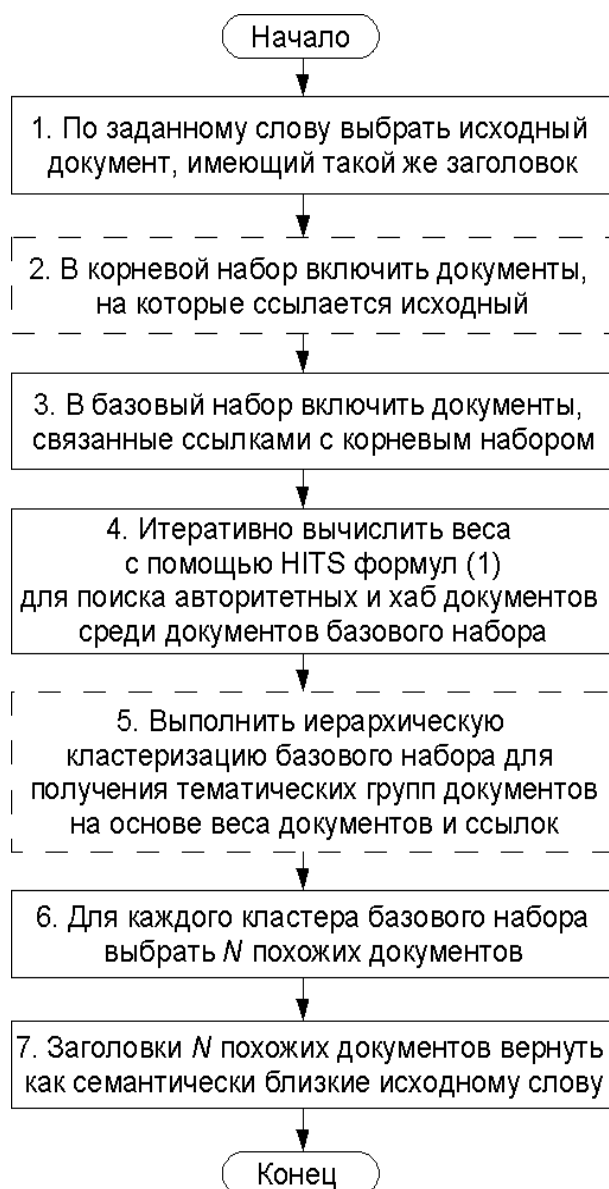 Начало
1. По заданному слову выбрать исходный
документ, имеющий такой же заголовок
2. В корневой набор включить документы,
на которые ссылается исходный
3. В базовый набор включить документы,
связанные ссылками с корневым набором
4. Итеративно вычислить веса
с помощью HITS формул (1)
для поиска авторитетных и хаб документов
среди документов базового набора
5. Выполнить иерархическую
кластеризацию базового набора для
получения тематических групп документов
на основе веса документов и ссылок
6. Для каждого кластера базового набора
выбрать N похожих документов
7. Заголовки N похожих документов вернуть
как семантически близкие исходному слову
Конец